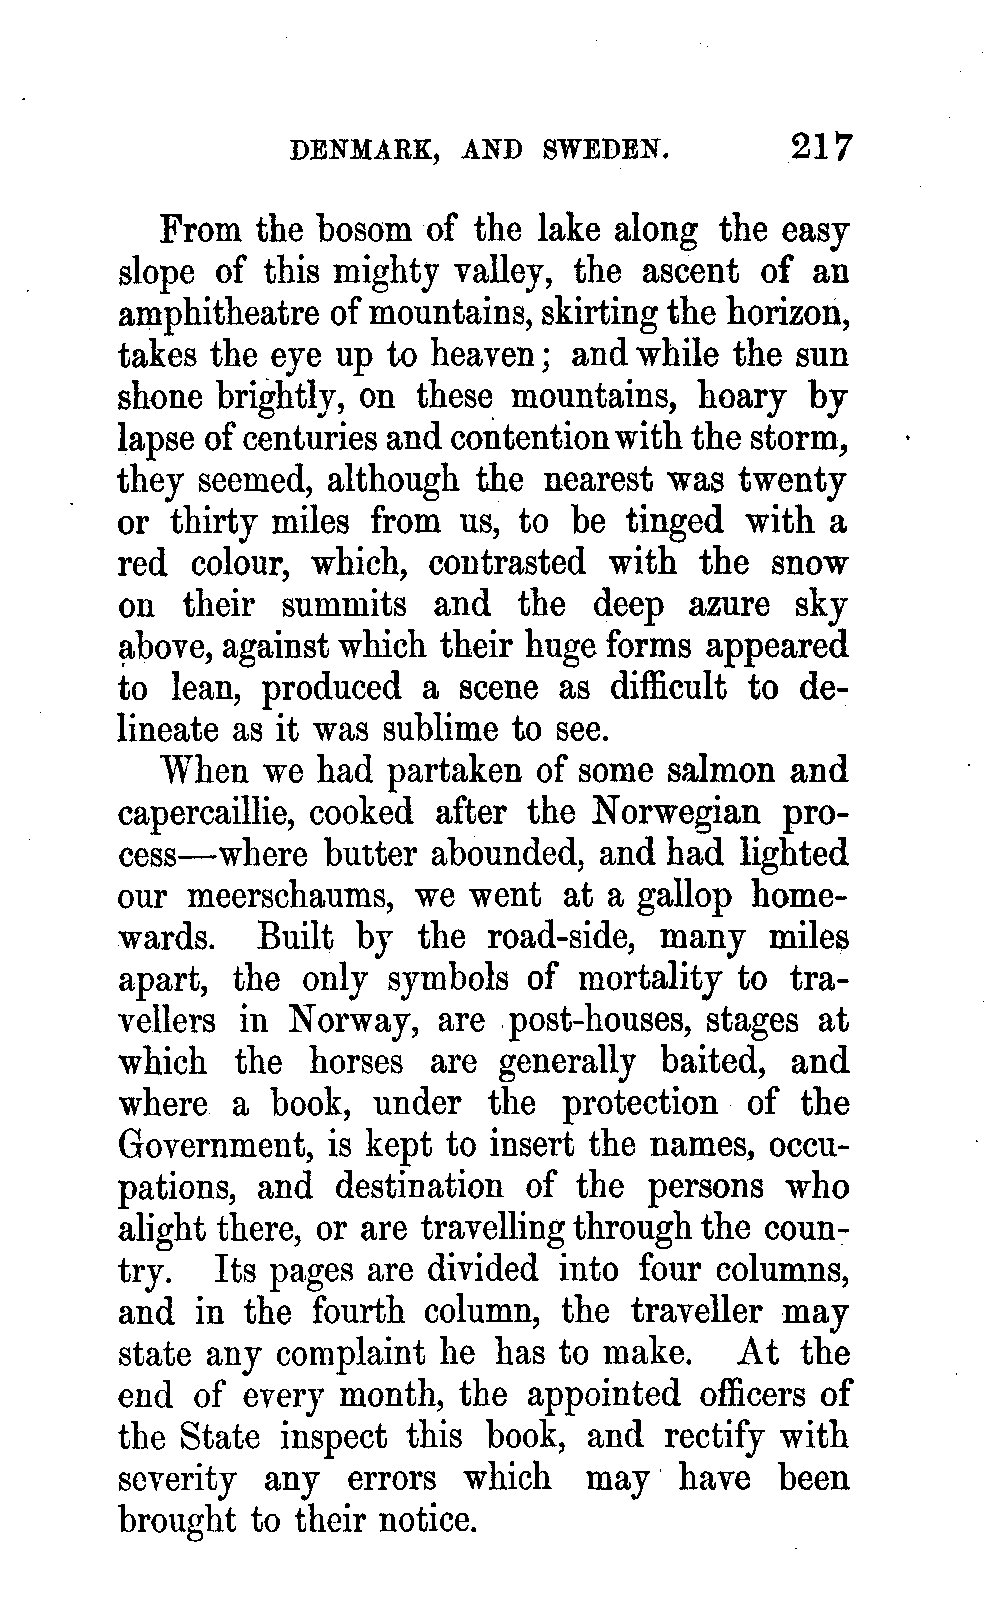 DENMARK, AND SWEDEN. 217
From the bosom of the lake along the easy
slope of this mighty valley, the ascent of an
amphitheatre of mountains, skirting the horizon,
takes the eye up to heaven; and while the sun
shone brightly, on these mountains, hoary by
lapse of centuries and contention with the storm,
they seemed, although the nearest was twenty
or thirty miles from us, to be tinged with a
red colour, which, contrasted with the snow
on their summits and the deep azure sky
above, against which their huge forms appeared
to lean, produced a scene as difficult to de-
lineate as it was sublime to see.
When we had partaken of some salmon and
capercaillie, cooked after the Norwegian pro-
cess—where butter abounded, and had lighted
our meerschaums, we went at a gallop home-
wards. Built by the road-side, many miles
apart, the only symbols of mortality to tra-
vellers in Norway, are post-houses, stages at
which the horses are generally baited, and
where a book, under the protection of the
Government, is kept to insert the names, occu-
pations, and destination of the persons who
alight there, or are travelling through the coun-
try. Its pages are divided into four columns,
and in the fourth column, the traveller may
state any complaint he has to make. At the
end of every month, the appointed officers of
the State inspect this book, and rectify with
severity any errors which may have been
brought to their notice.